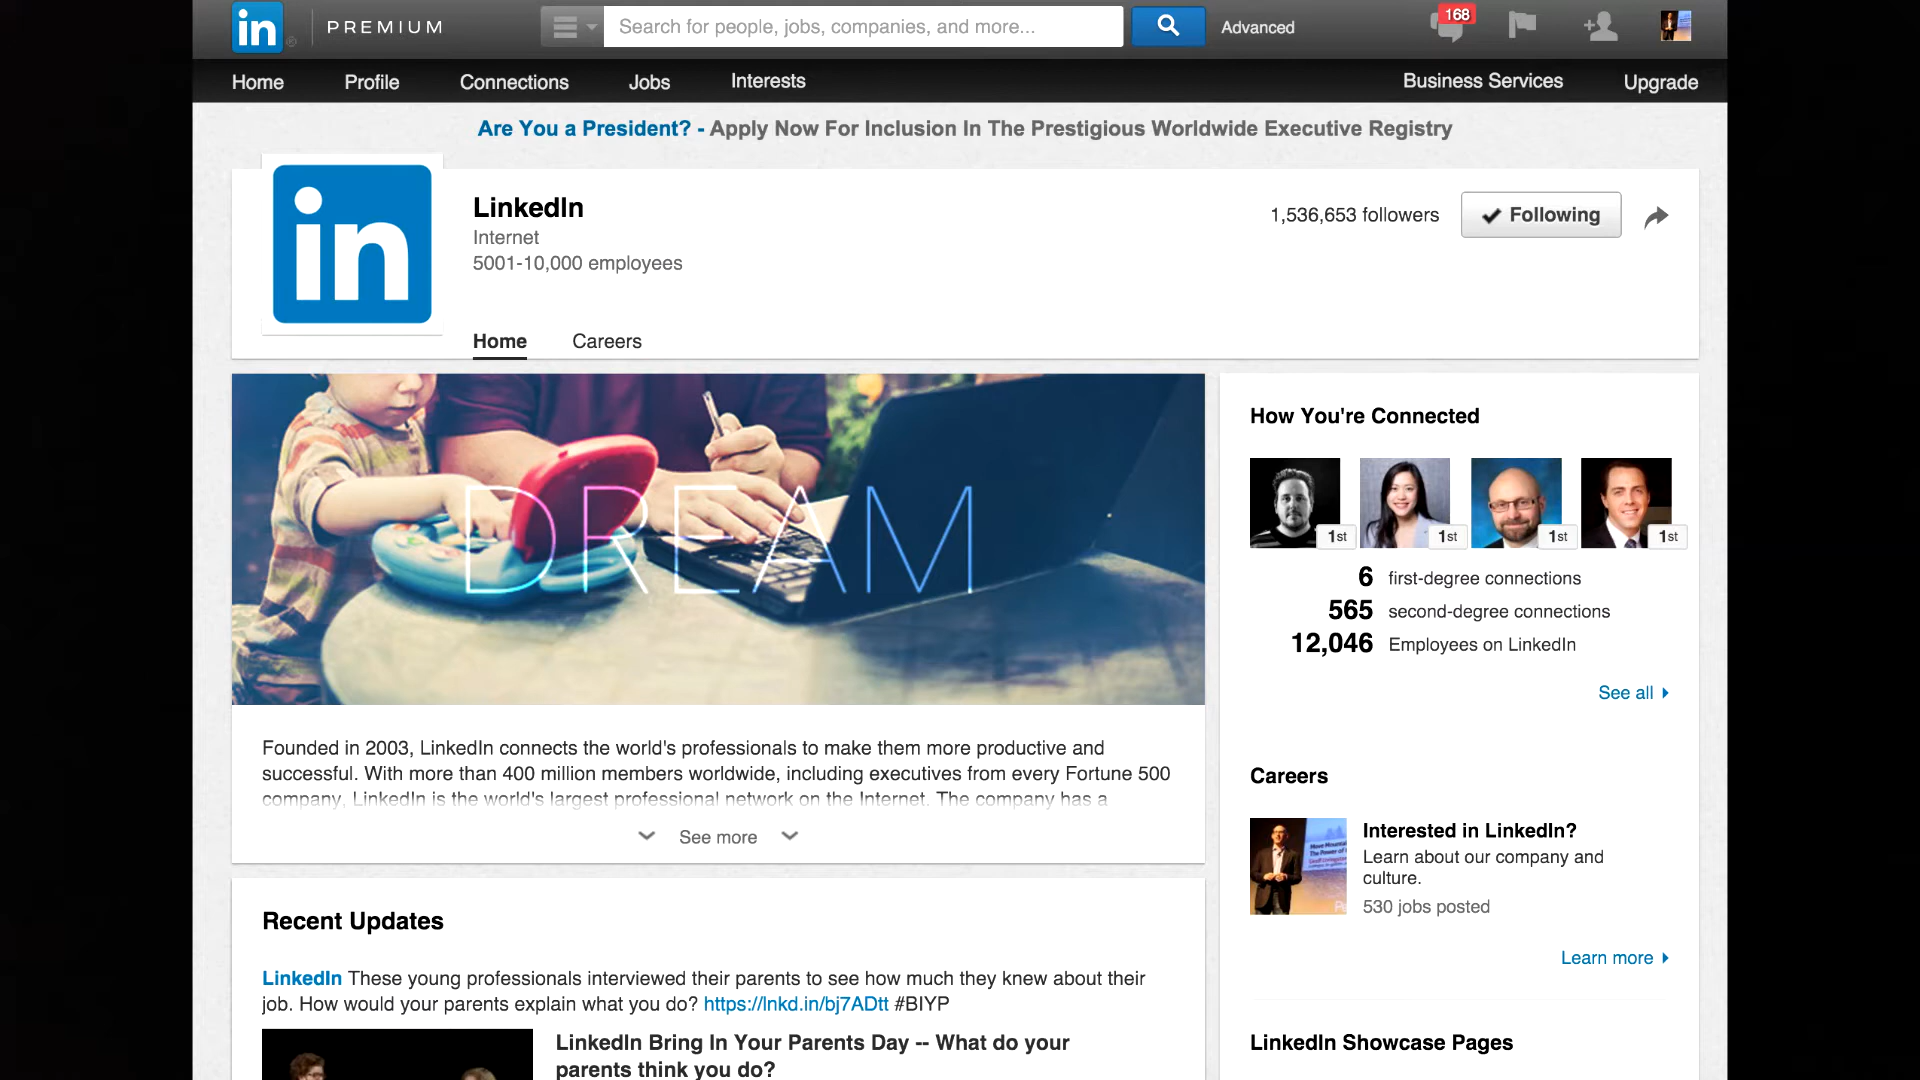 in PREMIUM
Search for people, jobs, companies, and more...
Advanced
168
Home Profile Connections Jobs Interests Business Services Upgrade
Are You a President? - Apply Now For Inclusion In The Prestigious Worldwide Executive Registry
in
LinkedIn
Internet
5001-10,000 employees
1,536,653 followers
Following
Home Careers
DREAM
Founded in 2003, LinkedIn connects the world's professionals to make them more productive and
successful. With more than 400 million members worldwide, including executives from every Fortune 500
company, LinkedIn is the world's largest professional network on the Internet. The company has a
See more
Recent Updates
LinkedIn These young professionals interviewed their parents to see how much they knew about their
job. How would your parents explain what you do? https://lnkd.in/bj7ADtt #BIYP
LinkedIn Bring In Your Parents Day -- What do your
parents think you do?
How You're Connected
1st 1st 1st 1st
6 first-degree connections
565 second-degree connections
12,046 Employees on LinkedIn
See all
Careers
Interested in LinkedIn?
Learn about our company and
culture.
530 jobs posted
Learn more
LinkedIn Showcase Pages